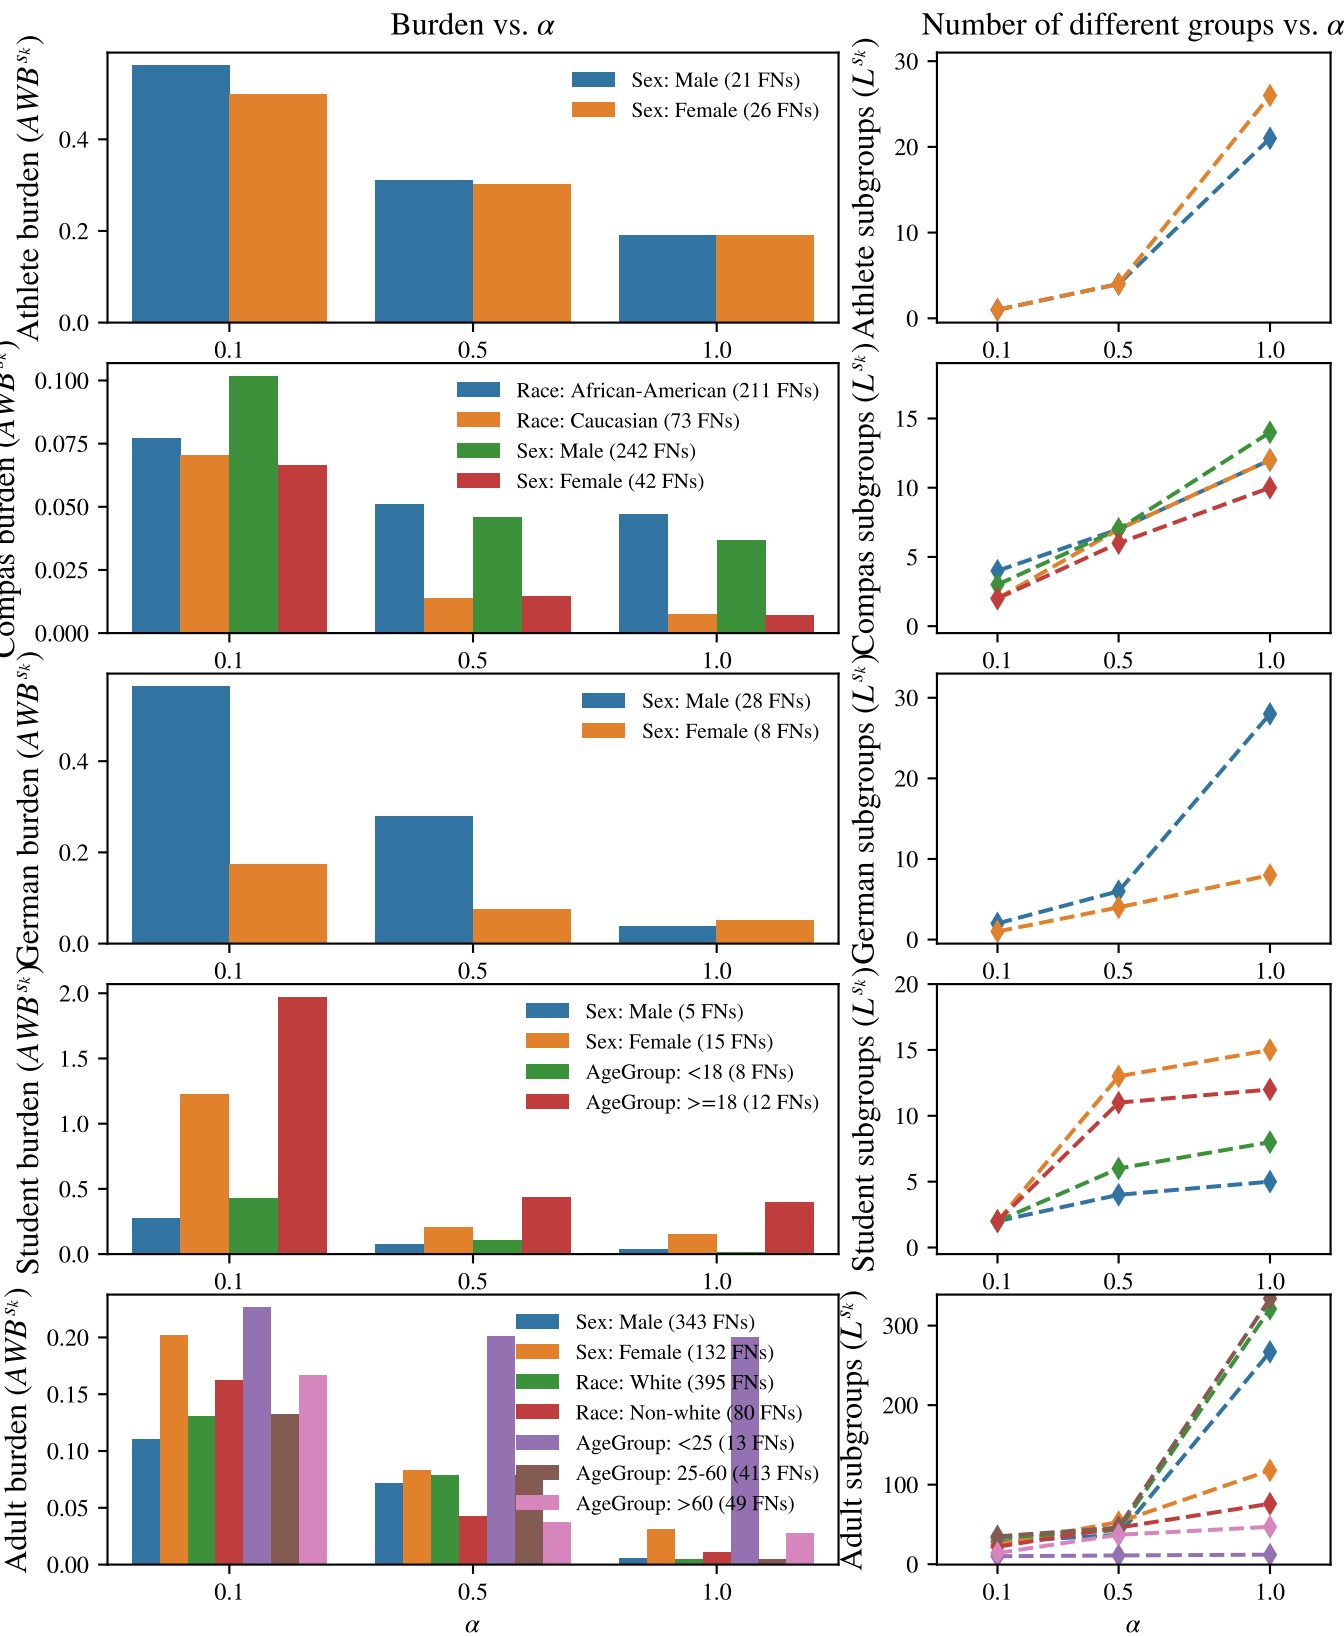 Burden vs. α
Number of different groups vs. α
Athlete burden (AWB^{s_k})
0.4
0.2
0.0
Sex: Male (21 FNs)
Sex: Female (26 FNs)
0.1 0.5 1.0
Athlete subgroups (L^{s_k})
30
20
10
0
0.1 0.5 1.0
Compas burden (AWB^{s_k})
0.100
0.075
0.050
0.025
0.000
Race: African-American (211 FNs)
Race: Caucasian (73 FNs)
Sex: Male (242 FNs)
Sex: Female (42 FNs)
0.1 0.5 1.0
Compas subgroups (L^{s_k})
15
10
5
0
0.1 0.5 1.0
German burden (AWB^{s_k})
0.4
0.2
0.0
Sex: Male (28 FNs)
Sex: Female (8 FNs)
0.1 0.5 1.0
German subgroups (L^{s_k})
30
20
10
0
0.1 0.5 1.0
Student burden (AWB^{s_k})
2.0
1.5
1.0
0.5
0.0
Sex: Male (5 FNs)
Sex: Female (15 FNs)
AgeGroup: <18 (8 FNs)
AgeGroup: >=18 (12 FNs)
0.1 0.5 1.0
Student subgroups (L^{s_k})
20
15
10
5
0
0.1 0.5 1.0
Adult burden (AWB^{s_k})
0.20
0.15
0.10
0.05
0.00
Sex: Male (343 FNs)
Sex: Female (132 FNs)
Race: White (395 FNs)
Race: Non-white (80 FNs)
AgeGroup: <25 (13 FNs)
AgeGroup: 25-60 (413 FNs)
AgeGroup: >60 (49 FNs)
0.1 0.5 1.0
α
Adult subgroups (L^{s_k})
300
200
100
0
0.1 0.5 1.0
α